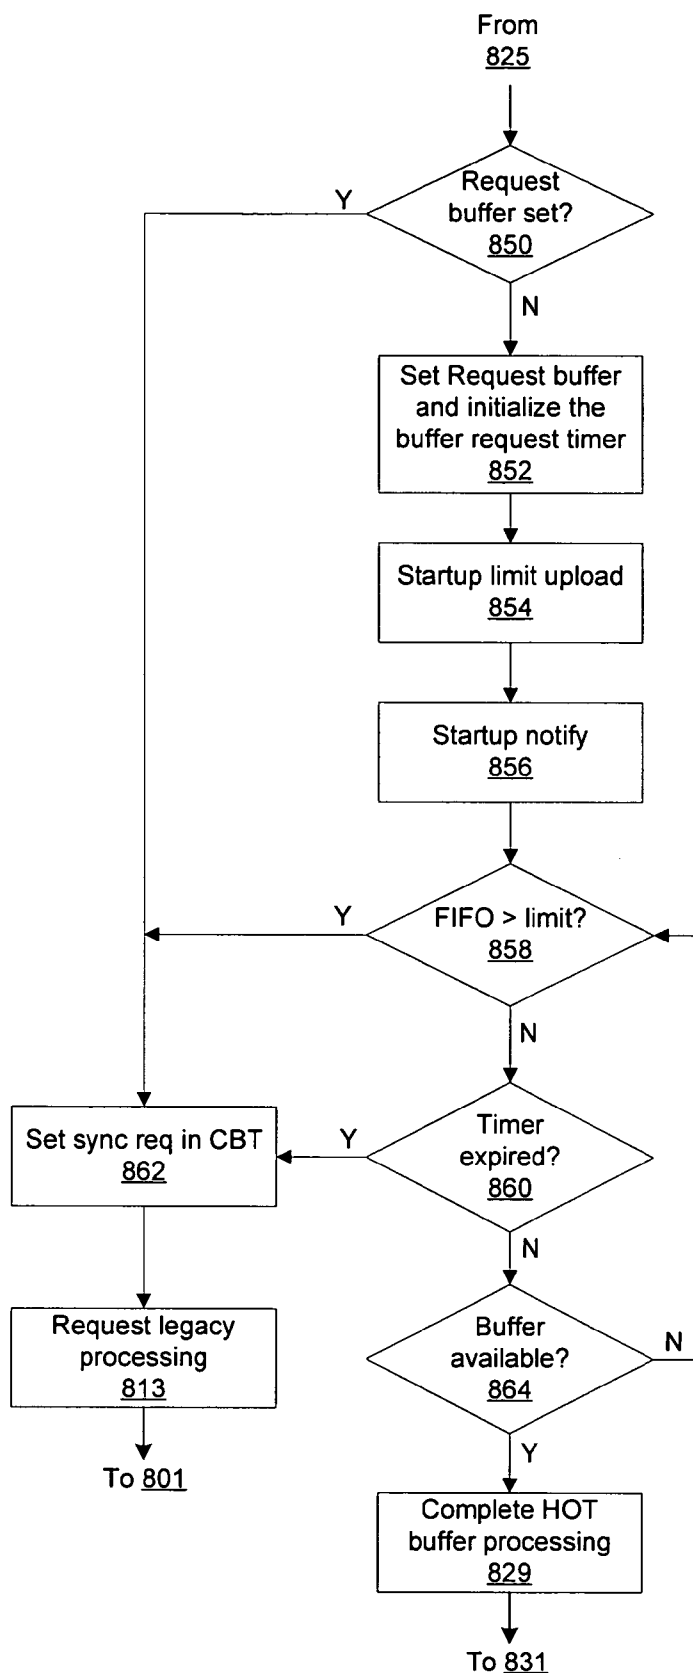 From
825
Request
buffer set?
850
Y
N
Set Request buffer
and initialize the
buffer request timer
852
Startup limit upload
854
Startup notify
856
FIFO > limit?
858
Y
N
Timer
expired?
860
Y
N
Set sync req in CBT
862
Request legacy
processing
813
To 801
Buffer
available?
864
N
Y
Complete HOT
buffer processing
829
To 831